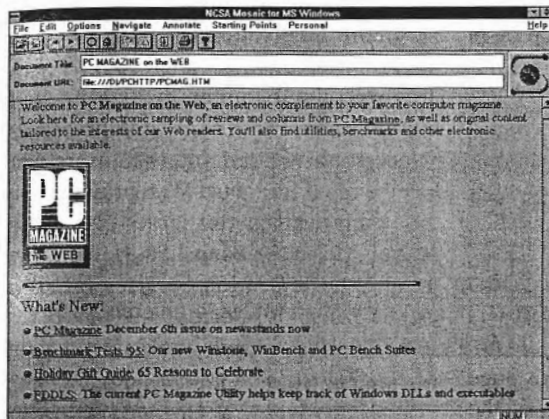 NCSA Mosaic for MS Windows
File Edit Options Navigate Annotate Starting Points Personal Help
Document Title: PC MAGAZINE on the WEB
Document URL: file:///D|/PCHTTP/PCMAG.HTM
Welcome to PC Magazine on the Web, an electronic complement to your favorite computer magazine.
Look here for an electronic sampling of reviews and columns from PC Magazine, as well as original content
tailored to the interests of our Web readers. You'll also find utilities, benchmarks and other electronic
resources available.
PC
MAGAZINE
ON THE WEB
What's New:
PC Magazine December 6th issue on newsstands now
Benchmark Tests '95: Our new Winstone, WinBench and PC Bench Suites
Holiday Gift Guide: 65 Reasons to Celebrate
PDDLS: The current PC Magazine Utility helps keep track of Windows DLLs and executables
NUM